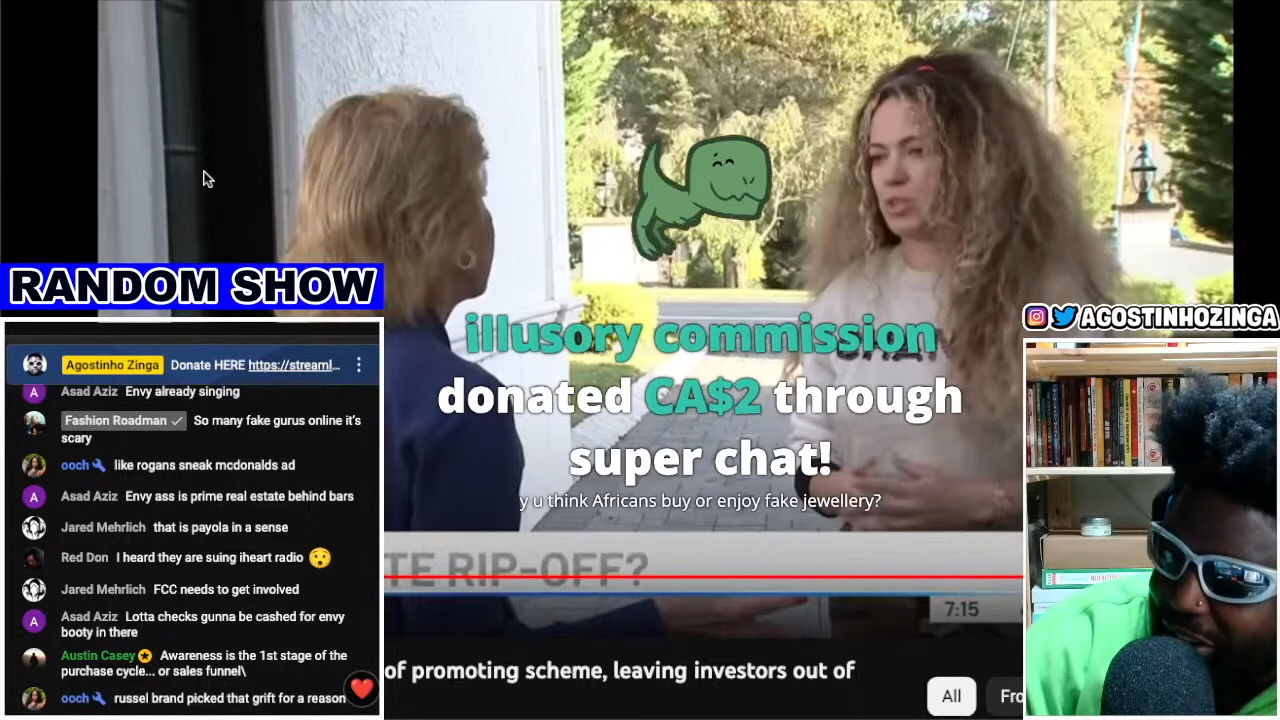 RANDOM SHOW
Agostinho Zinga Donate HERE https://streaml...
Asad Aziz Envy already singing
Fashion Roadman ✓ So many fake gurus online it's
scary
ooch like rogans sneak mcdonalds ad
Asad Aziz Envy ass is prime real estate behind bars
Jared Mehrlich that is payola in a sense
Red Don I heard they are suing iheart radio 😯
Jared Mehrlich FCC needs to get involved
Asad Aziz Lotta checks gunna be cashed for envy
booty in there
Austin Casey Awareness is the 1st stage of the
purchase cycle... or sales funnel\
ooch russel brand picked that grift for a reason
illusory commission
donated CA$2 through
super chat!
y u think Africans buy or enjoy fake jewellery?
TE RIP-OFF?
7:15
of promoting scheme, leaving investors out of
All
Fro
AGOSTINHOZINGA